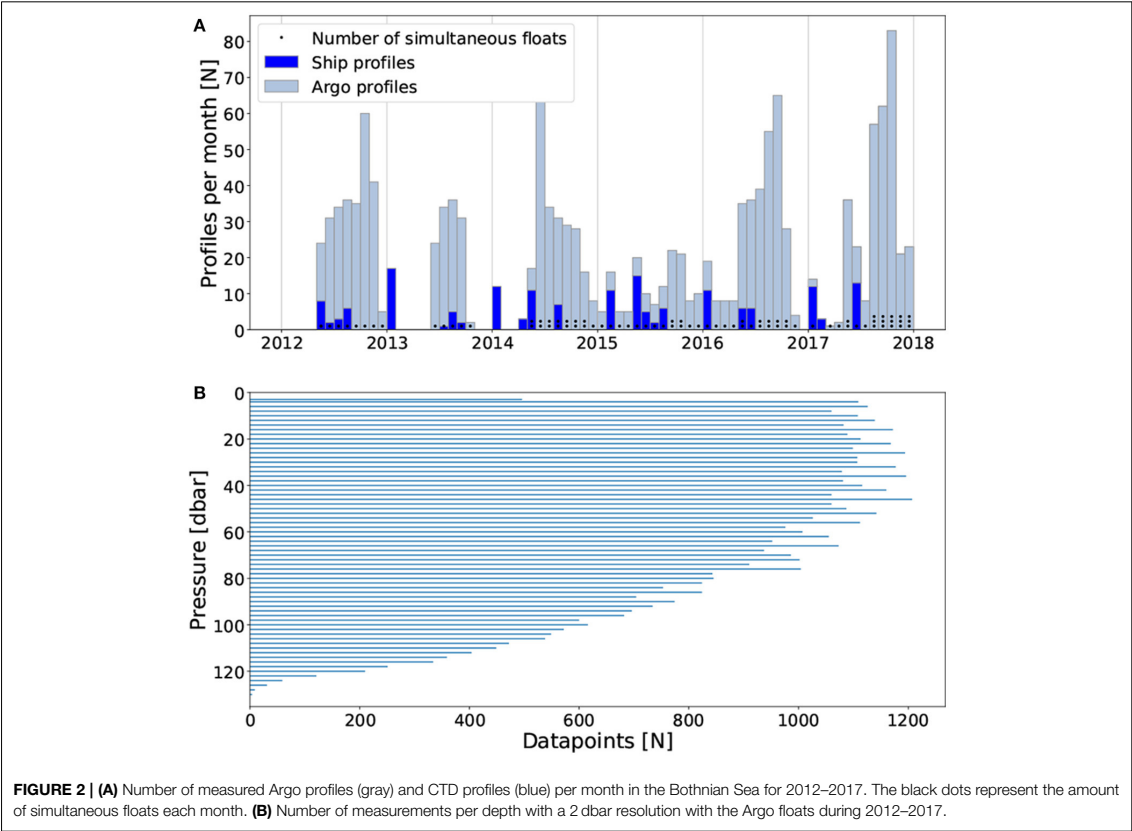 A
Profiles per month [N]
80
70
60
50
40
30
20
10
0
Number of simultaneous floats
Ship profiles
Argo profiles
2012 2013 2014 2015 2016 2017 2018
B
Pressure [dbar]
0
20
40
60
80
100
120
0 200 400 600 800 1000 1200
Datapoints [N]
FIGURE 2 | (A) Number of measured Argo profiles (gray) and CTD profiles (blue) per month in the Bothnian Sea for 2012–2017. The black dots represent the amount
of simultaneous floats each month. (B) Number of measurements per depth with a 2 dbar resolution with the Argo floats during 2012–2017.